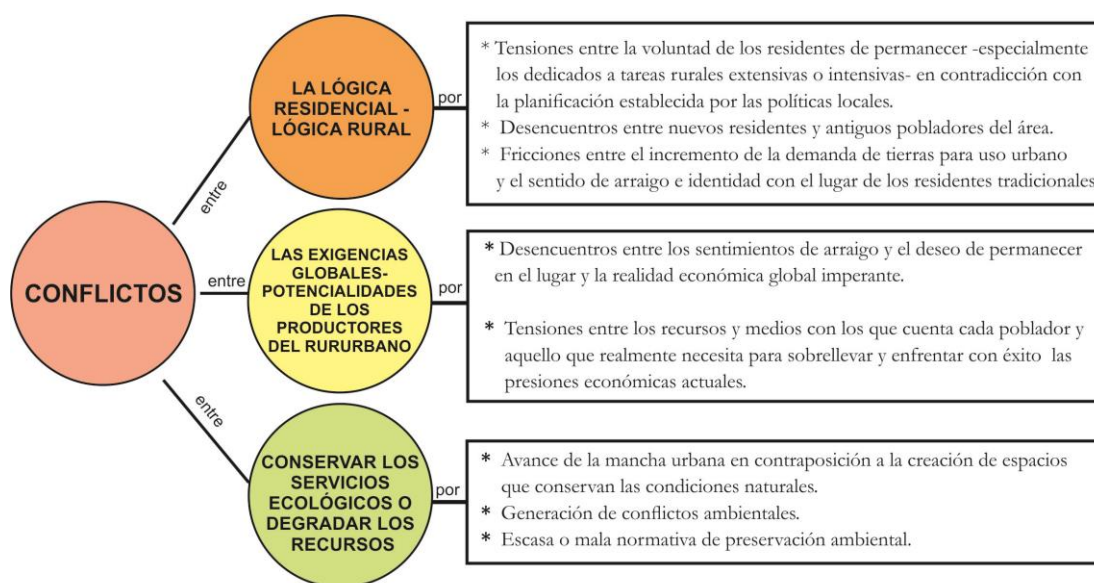 CONFLICTOS
entre
LA LÓGICA
RESIDENCIAL -
LÓGICA RURAL
por
* Tensiones entre la voluntad de los residentes de permanecer -especialmente
los dedicados a tareas rurales extensivas o intensivas- en contradicción con
la planificación establecida por las políticas locales.
* Desencuentros entre nuevos residentes y antiguos pobladores del área.
* Fricciones entre el incremento de la demanda de tierras para uso urbano
y el sentido de arraigo e identidad con el lugar de los residentes tradicionales
entre
LAS EXIGENCIAS
GLOBALES-
POTENCIALIDADES
DE LOS
PRODUCTORES
DEL RURURBANO
por
* Desencuentros entre los sentimientos de arraigo y el deseo de permanecer
en el lugar y la realidad económica global imperante.
* Tensiones entre los recursos y medios con los que cuenta cada poblador y
aquello que realmente necesita para sobrellevar y enfrentar con éxito las
presiones económicas actuales.
entre
CONSERVAR LOS
SERVICIOS
ECOLÓGICOS O
DEGRADAR LOS
RECURSOS
por
* Avance de la mancha urbana en contraposición a la creación de espacios
que conservan las condiciones naturales.
* Generación de conflictos ambientales.
* Escasa o mala normativa de preservación ambiental.